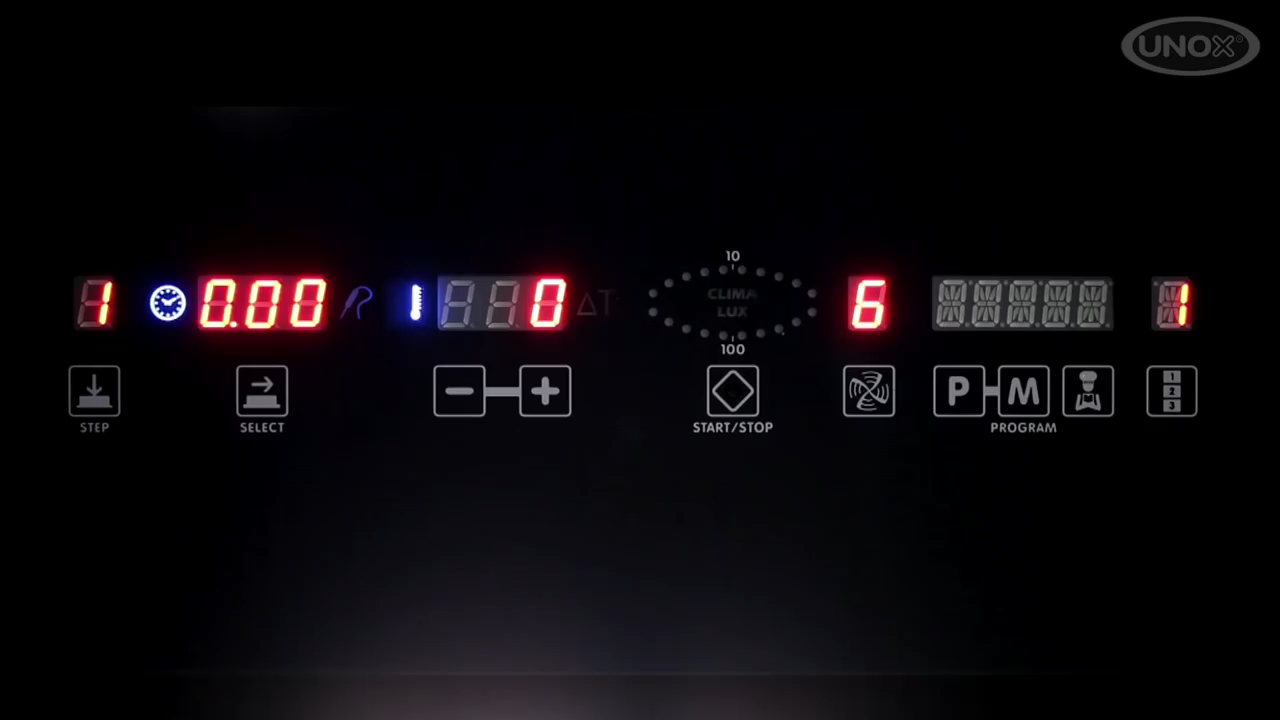 UNOX®
10
1 0.00 0 ΔT CLIMA LUX 6 1
100
P M 1 2 3
STEP SELECT START/STOP PROGRAM